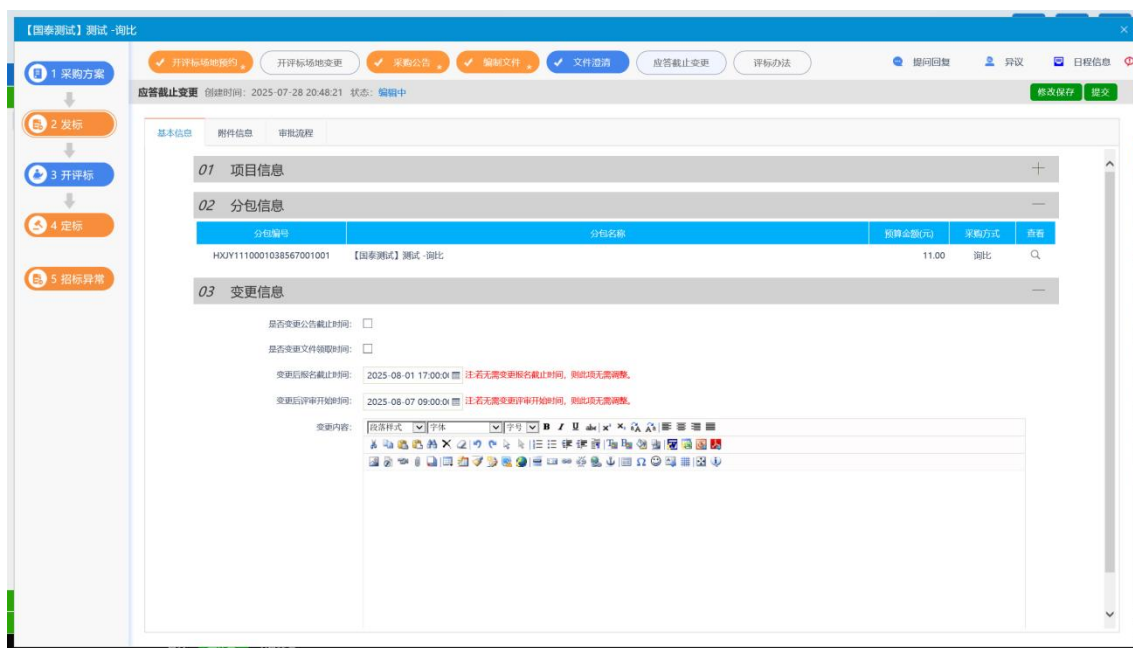 【国泰测试】测试 -询比
×
1 采购方案
2 发标
3 开评标
4 定标
5 招标异常
开评标场地预约
开评标场地变更
采购公告
编制文件
文件澄清
应答截止变更
评标办法
提问回复
异议
日程信息
应答截止变更 创建时间: 2025-07-28 20:48:21 状态: 编辑中
修改保存 提交
基本信息 附件信息 审批流程
01 项目信息
02 分包信息
分包编号 分包名称 预算金额(元) 采购方式 查看
HXJY1110001038567001001 【国泰测试】测试 -询比 11.00 询比
03 变更信息
是否变更公告截止时间:
是否变更文件领取时间:
变更后报名截止时间: 2025-08-01 17:00:0 注:若无需变更报名截止时间, 则此项无需调整。
变更后评审开始时间: 2025-08-07 09:00:0 注:若无需变更评审开始时间, 则此项无需调整。
变更内容: 段落样式 字体 字号